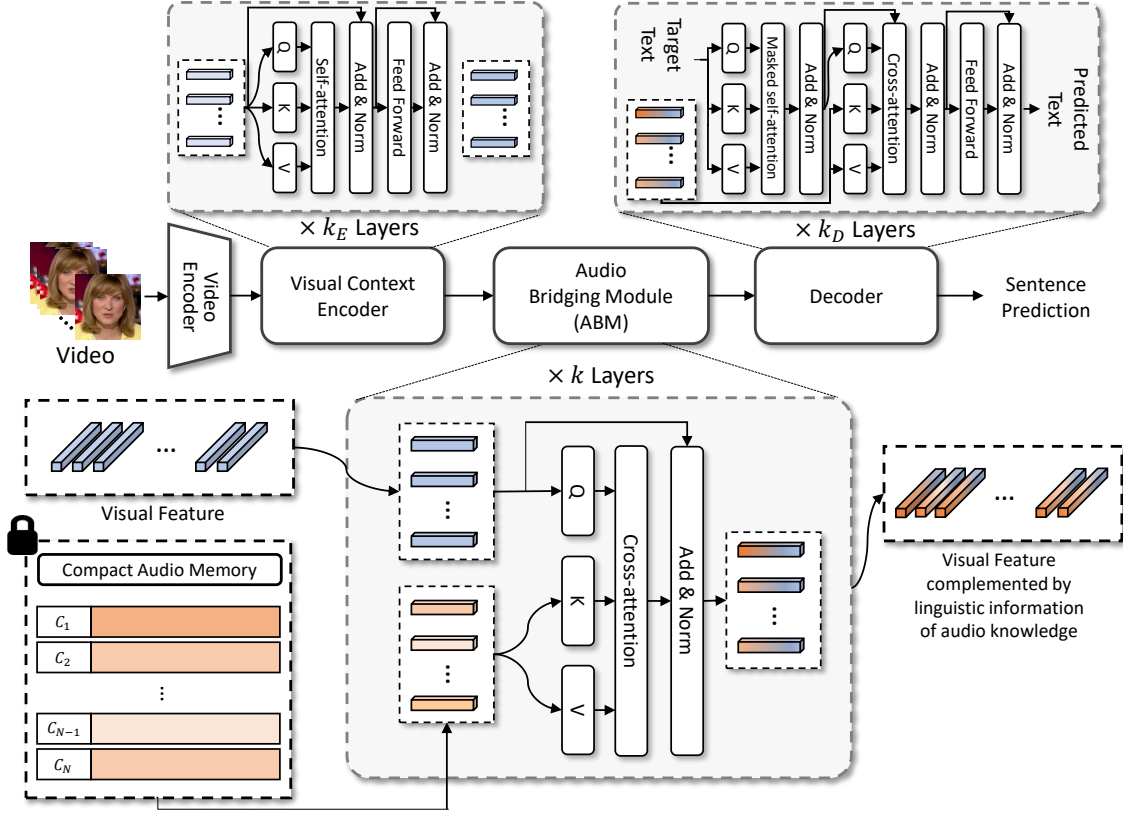 Q
K
V
Self-attention
Add & Norm
Feed Forward
Add & Norm
Target
Text
Q
K
V
Masked self-attention
Add & Norm
Q
K
V
Cross-attention
Add & Norm
Feed Forward
Add & Norm
Predicted
Text
× k_E Layers
× k_D Layers
Video
Video
Encoder
Visual Context
Encoder
Audio
Bridging Module
(ABM)
Decoder
Sentence
Prediction
× k Layers
...
Visual Feature
Compact Audio Memory
C_1
C_2
⋮
C_{N−1}
C_N
Q
K
V
Cross-attention
Add & Norm
...
Visual Feature
complemented by
linguistic information
of audio knowledge